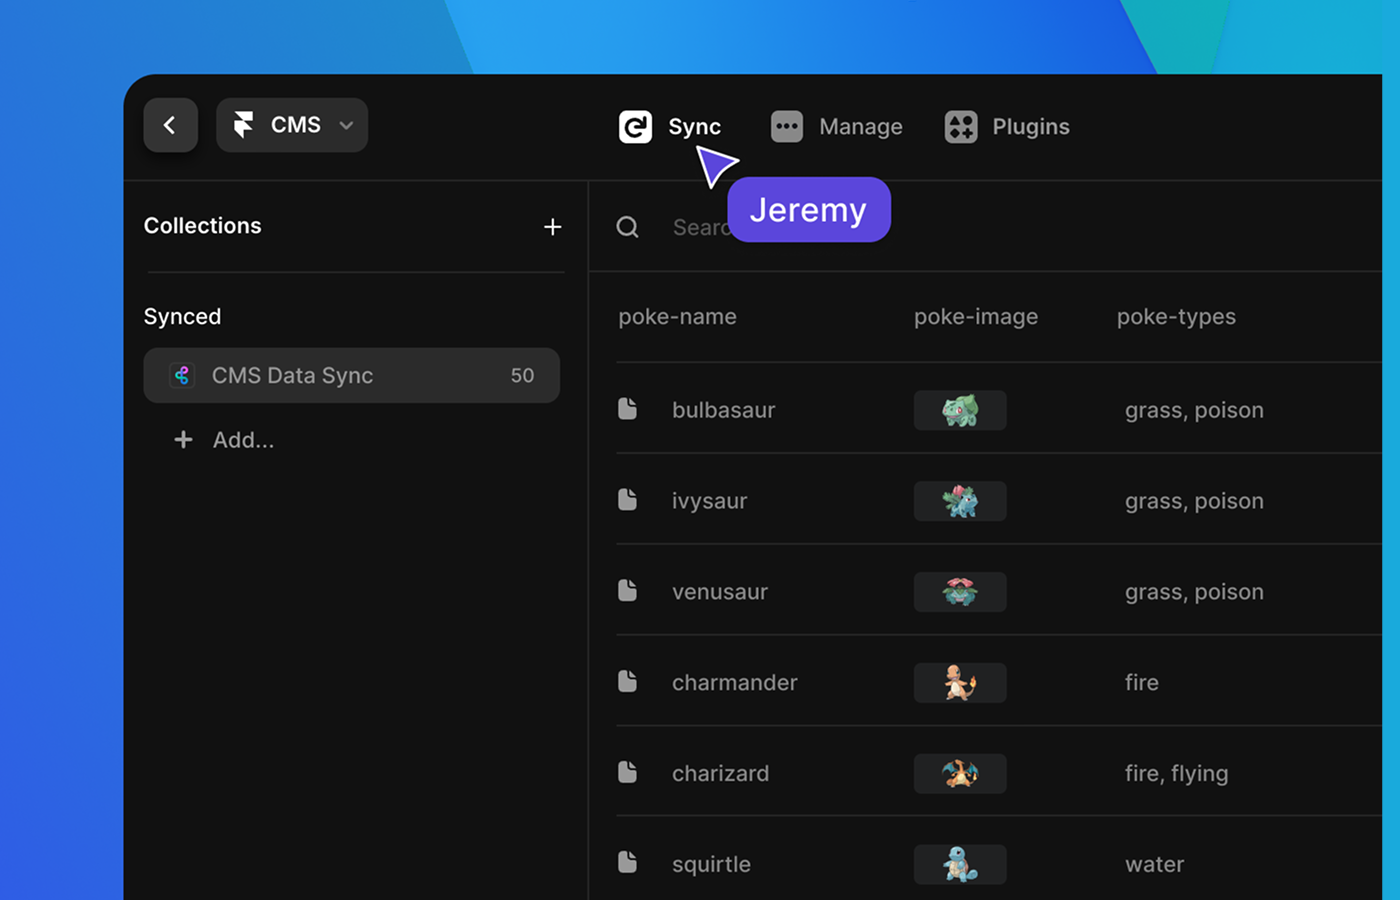 CMS
Sync
Manage
Plugins
Jeremy
Collections
Synced
CMS Data Sync 50
Add...
poke-name poke-image poke-types
bulbasaur grass, poison
ivysaur grass, poison
venusaur grass, poison
charmander fire
charizard fire, flying
squirtle water